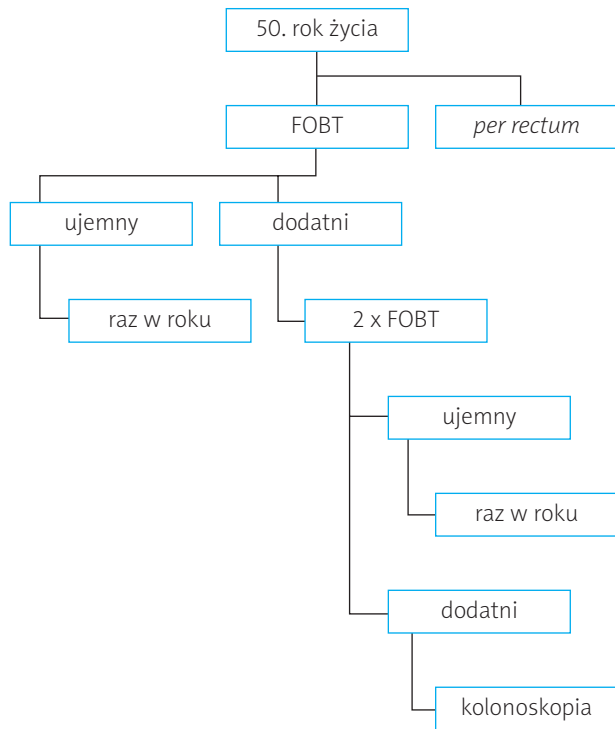 50. rok życia
FOBT
per rectum
ujemny
dodatni
raz w roku
2 x FOBT
ujemny
raz w roku
dodatni
kolonoskopia